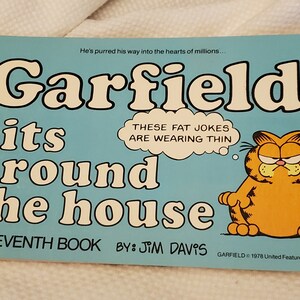 He's purred his way into the hearts of millions...
Garfield
its
round
he house
THESE FAT JOKES
ARE WEARING THIN
EVENTH BOOK BY: JIM DAVIS
GARFIELD © 1978 United Feature